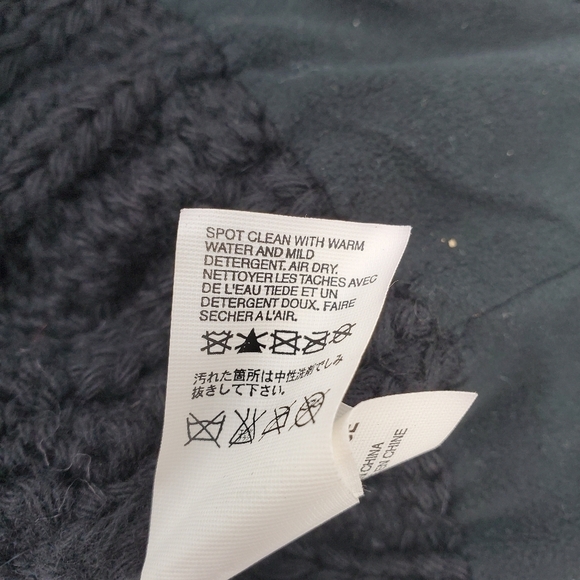 SPOT CLEAN WITH WARM
WATER AND MILD
DETERGENT. AIR DRY.
NETTOYER LES TACHES AVEC
DE L'EAU TIEDE ET UN
DETERGENT DOUX. FAIRE
SECHER A L'AIR.
汚れた箇所は中性洗剤でしみ
抜きして下さい。
CHINA
EN CHINE